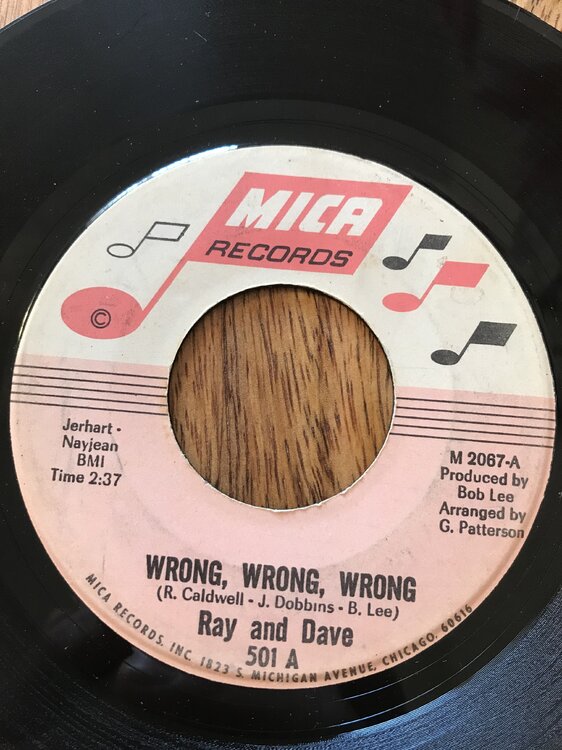 MICA
RECORDS
©
Jerhart -
Nayjean
BMI
Time 2:37
M 2067-A
Produced by
Bob Lee
Arranged by
G. Patterson
WRONG, WRONG, WRONG
(R. Caldwell - J. Dobbins - B. Lee)
Ray and Dave
501 A
MICA RECORDS, INC. 1823 S. MICHIGAN AVENUE, CHICAGO, 60616